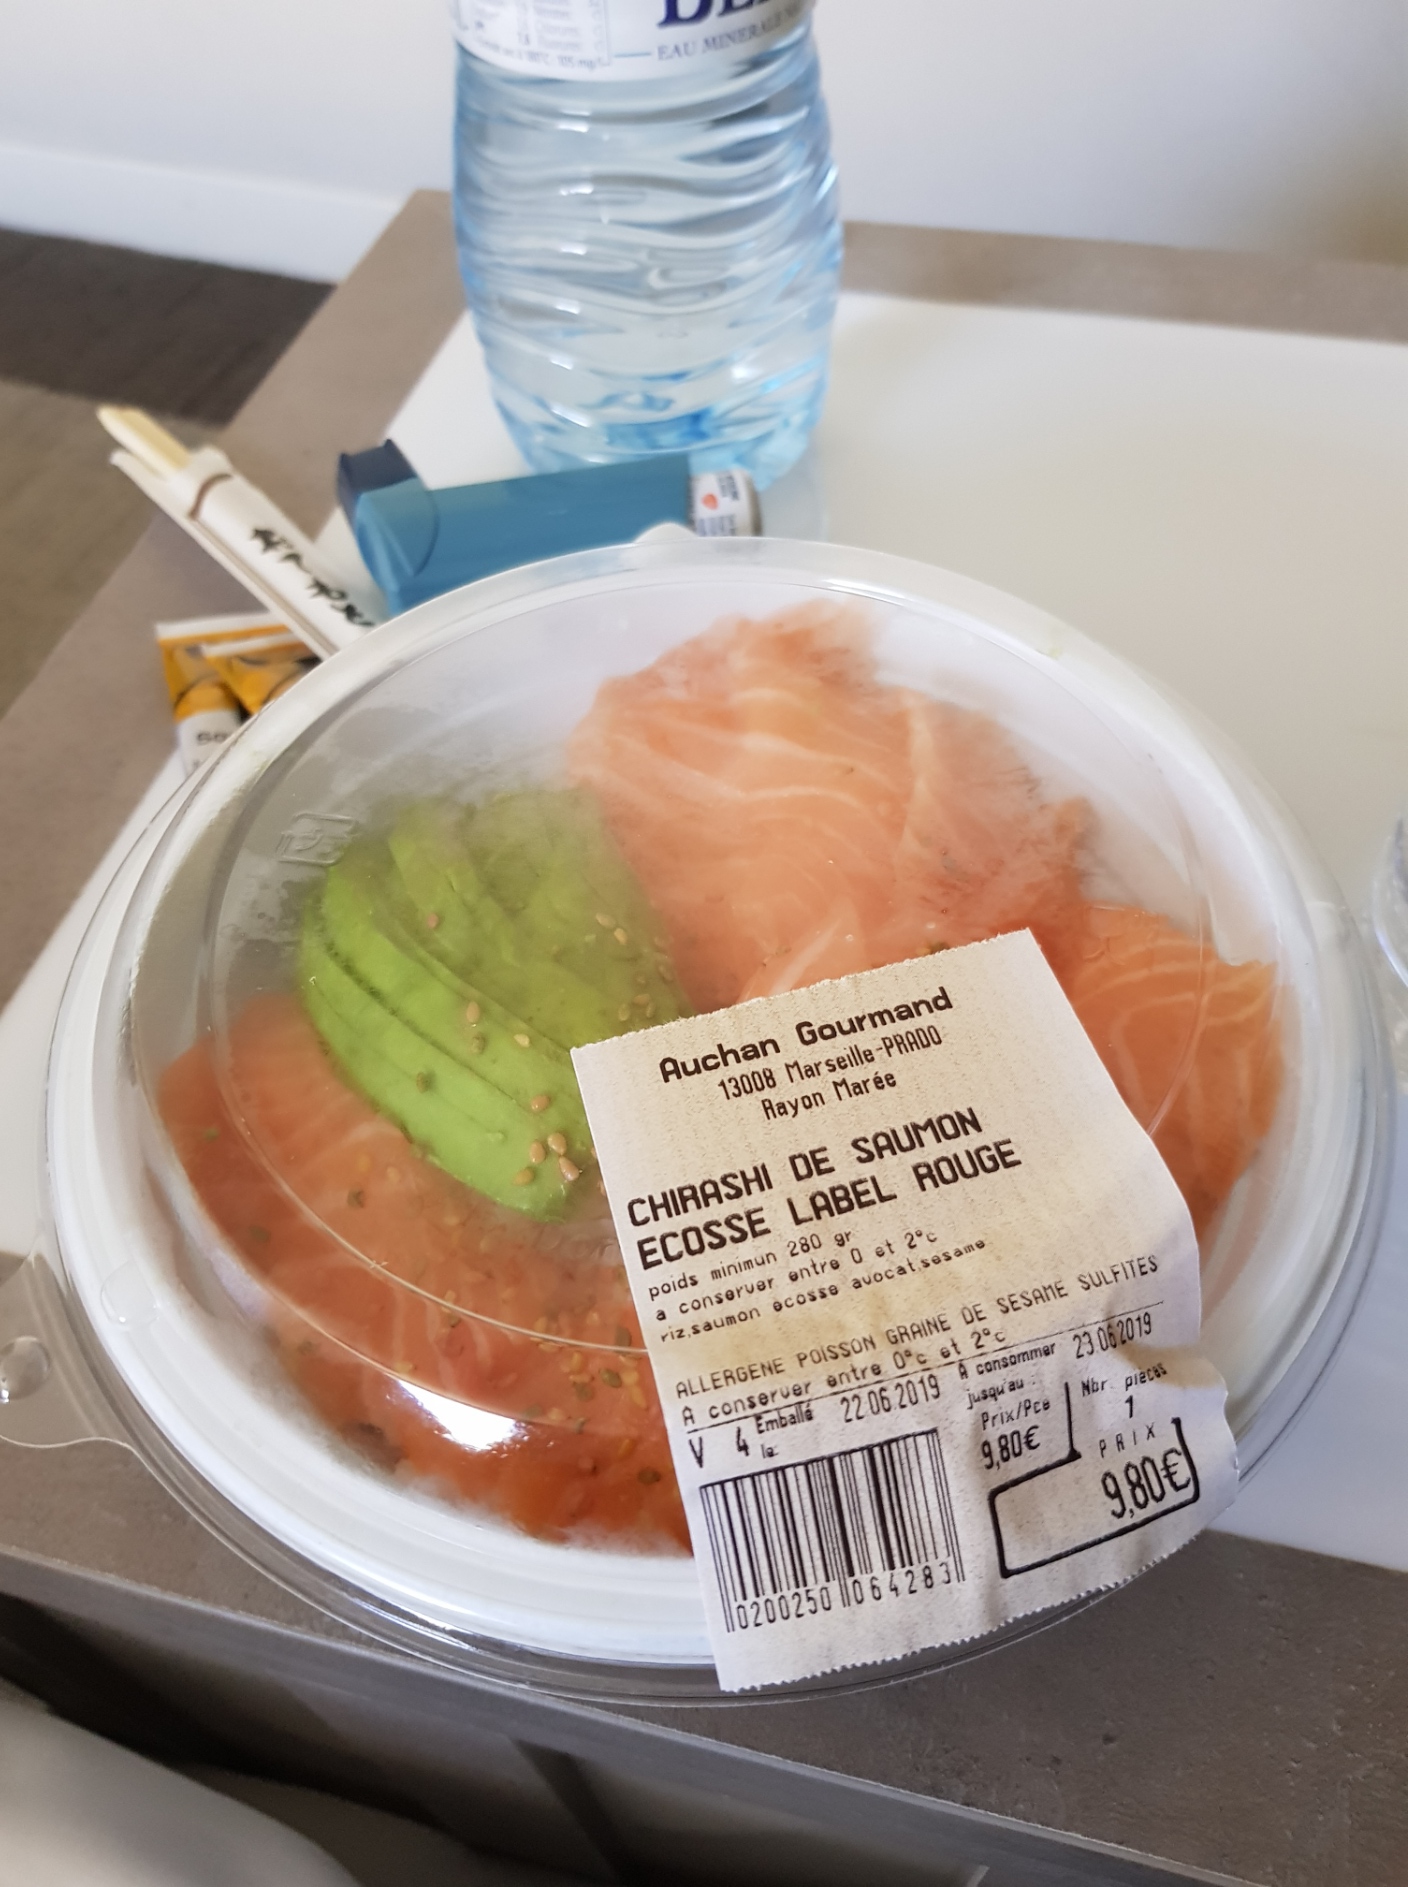 EAU MINERALE
Auchan Gourmand
13008 Marseille-PRADO
Rayon Marée
CHIRASHI DE SAUMON
ECOSSE LABEL ROUGE
poids minimun 280 gr
a conserver entre 0 et 2°c
riz,saumon ecosse avocat,sesame
ALLERGENE POISSON GRAINE DE SESAME SULFITES
A conserver entre 0°c et 2°c
V 4 Emballé le: 22.06.2019 A consommer jusqu'au : 23.06.2019
Prix/Pce Nbr pièces
9,80€ 1
PRIX
9,80€
0200250 064283